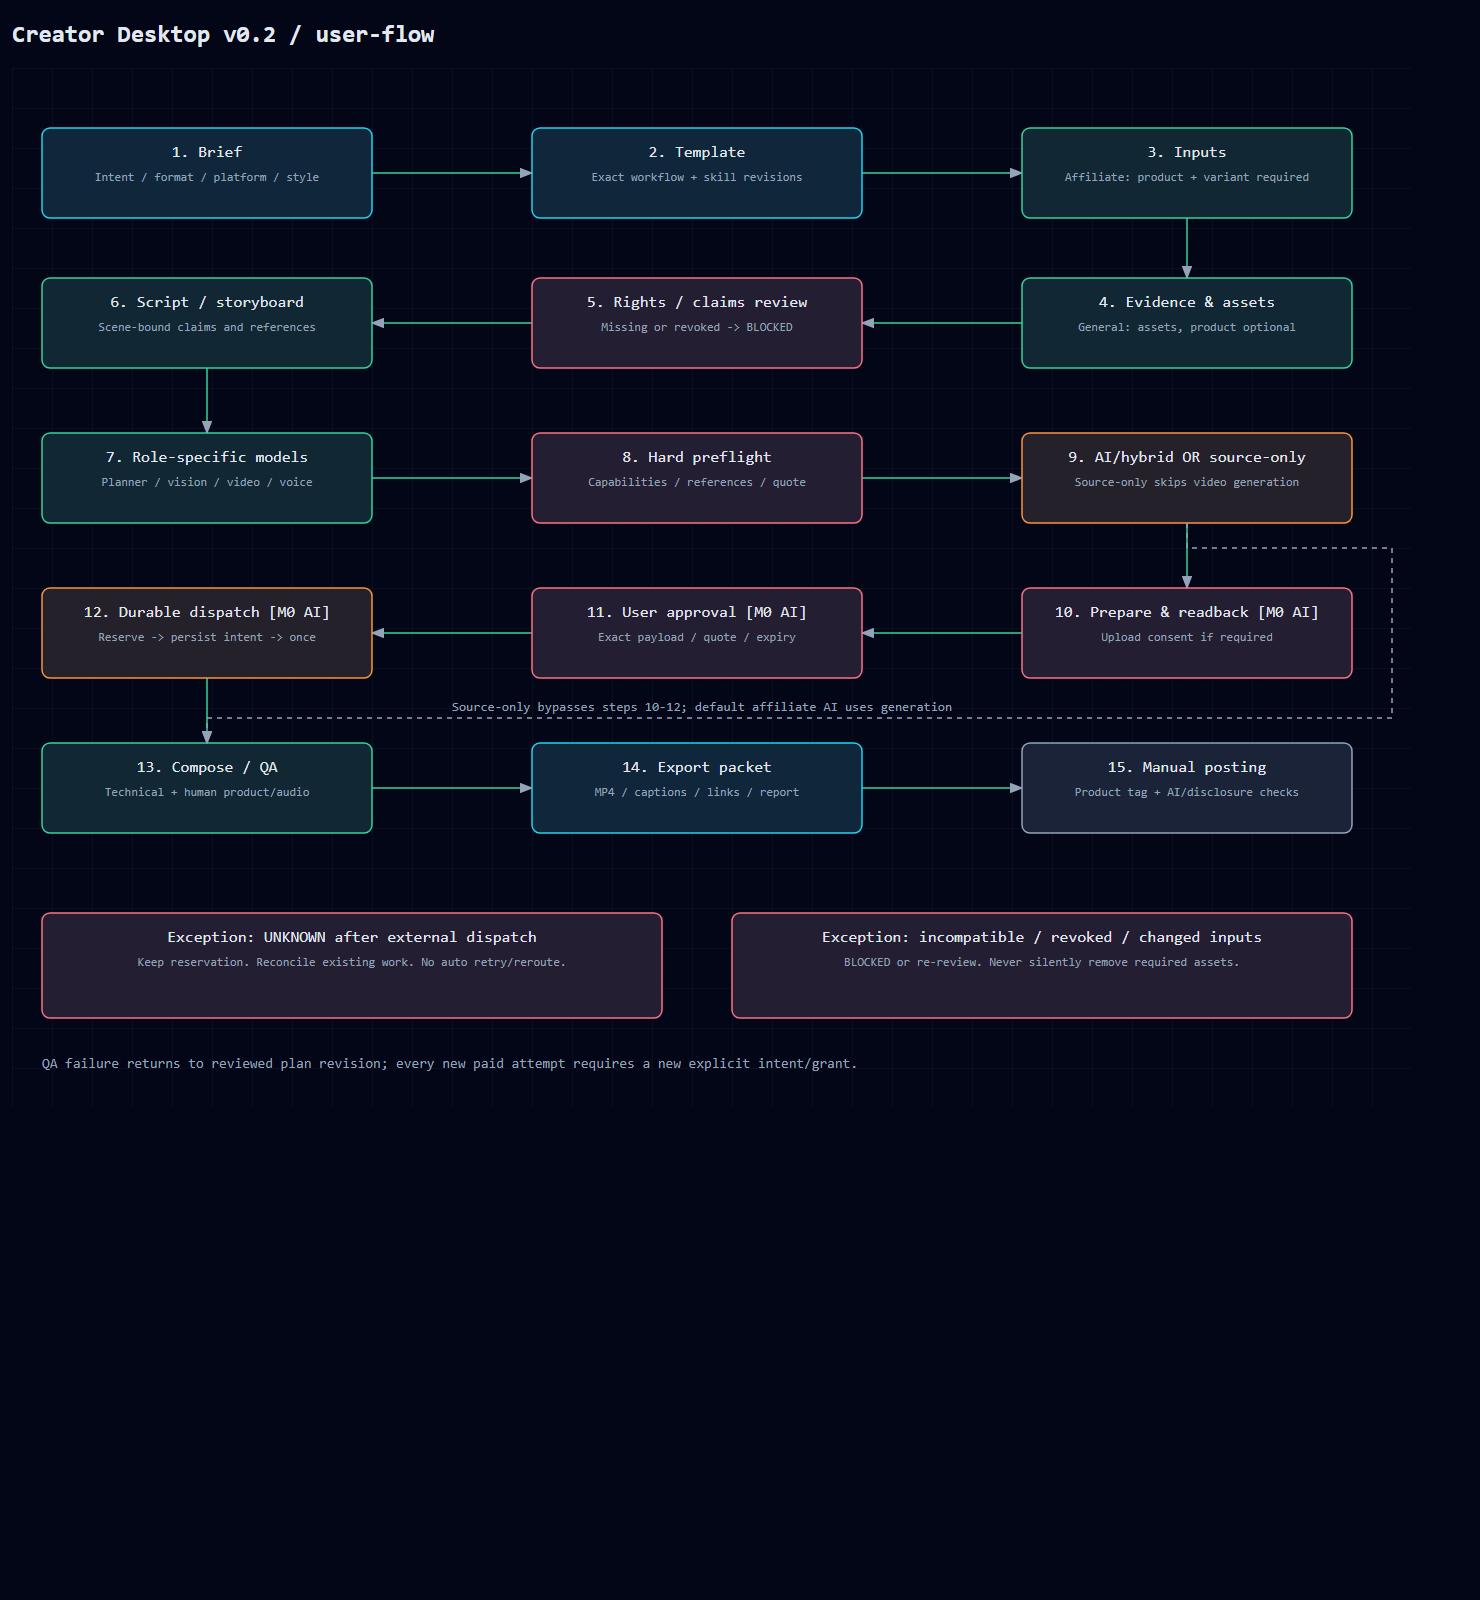 Creator Desktop v0.2 / user-flow
1. Brief
Intent / format / platform / style
2. Template
Exact workflow + skill revisions
3. Inputs
Affiliate: product + variant required
4. Evidence & assets
General: assets, product optional
5. Rights / claims review
Missing or revoked -> BLOCKED
6. Script / storyboard
Scene-bound claims and references
7. Role-specific models
Planner / vision / video / voice
8. Hard preflight
Capabilities / references / quote
9. AI/hybrid OR source-only
Source-only skips video generation
10. Prepare & readback [M0 AI]
Upload consent if required
11. User approval [M0 AI]
Exact payload / quote / expiry
12. Durable dispatch [M0 AI]
Reserve -> persist intent -> once
Source-only bypasses steps 10-12; default affiliate AI uses generation
13. Compose / QA
Technical + human product/audio
14. Export packet
MP4 / captions / links / report
15. Manual posting
Product tag + AI/disclosure checks
Exception: UNKNOWN after external dispatch
Keep reservation. Reconcile existing work. No auto retry/reroute.
Exception: incompatible / revoked / changed inputs
BLOCKED or re-review. Never silently remove required assets.
QA failure returns to reviewed plan revision; every new paid attempt requires a new explicit intent/grant.